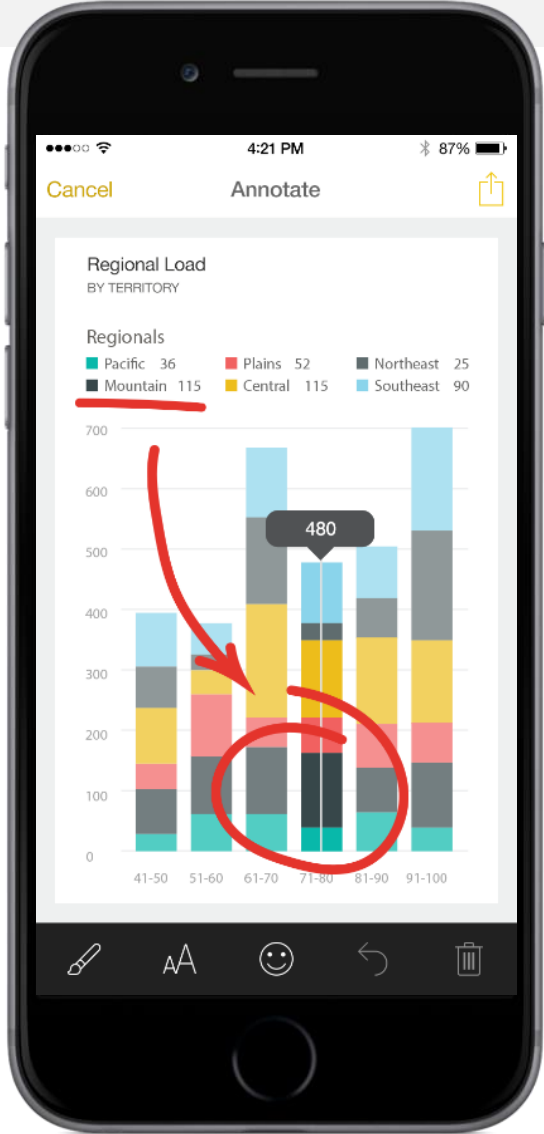 4:21 PM 87%
Cancel Annotate
Regional Load
BY TERRITORY
Regionals
Pacific 36 Plains 52 Northeast 25
Mountain 115 Central 115 Southeast 90
700
600
500
480
400
300
200
100
0
41-50 51-60 61-70 71-80 81-90 91-100
AA